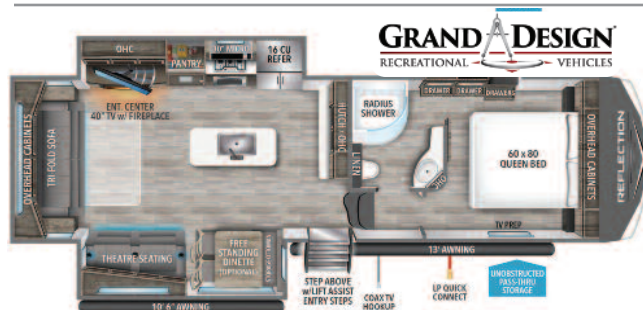 GRAND DESIGN
RECREATIONAL VEHICLES
OHC
PANTRY
30" MICRO
16 CU
REFER
ENT. CENTER
40" TV w/ FIREPLACE
OVERHEAD CABINETS
TRI FOLD SOFA
HUTCH - OHC
RADIUS
SHOWER
LINEN
OHC
DRAWER
DRAWER
DRAWERS
60 x 80
QUEEN BED
OVERHEAD CABINETS
REFLECTION
THEATRE SEATING
FREE
STANDING
DINETTE
(OPTIONAL)
TV PREP
13' AWNING
10' 6" AWNING
STEP ABOVE
w/LIFT ASSIST
ENTRY STEPS
COAX TV
HOOKUP
LP QUICK
CONNECT
UNOBSTRUCTED
PASS-THRU
STORAGE